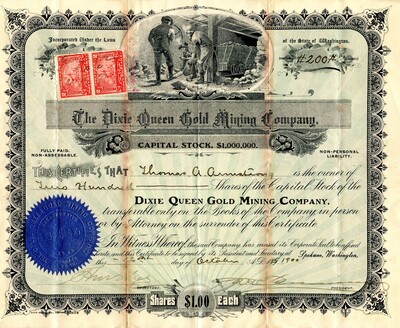 Incorporated Under the Laws
of the State of Washington.
#200#
The Dixie Queen Gold Mining Company.
CAPITAL STOCK, $1,000,000.
FULLY PAID.
NON-ASSESSABLE.
NON-PERSONAL
LIABILITY.
THIS CERTIFIES THAT Thomas A Armstrong is the owner of
Two Hundred Shares of the Capital Stock of the
DIXIE QUEEN GOLD MINING COMPANY.
transferable only on the Books of the Company in person
or by Attorney on the surrender of this Certificate
In Witness Whereof the said Company has caused its Corporate Seal to be affixed
and this Certificate to be signed by its President and Secretary at Spokane, Washington.
day of October A.D. 1900
SECRETARY.
PRESIDENT.
Shares $1.00 Each